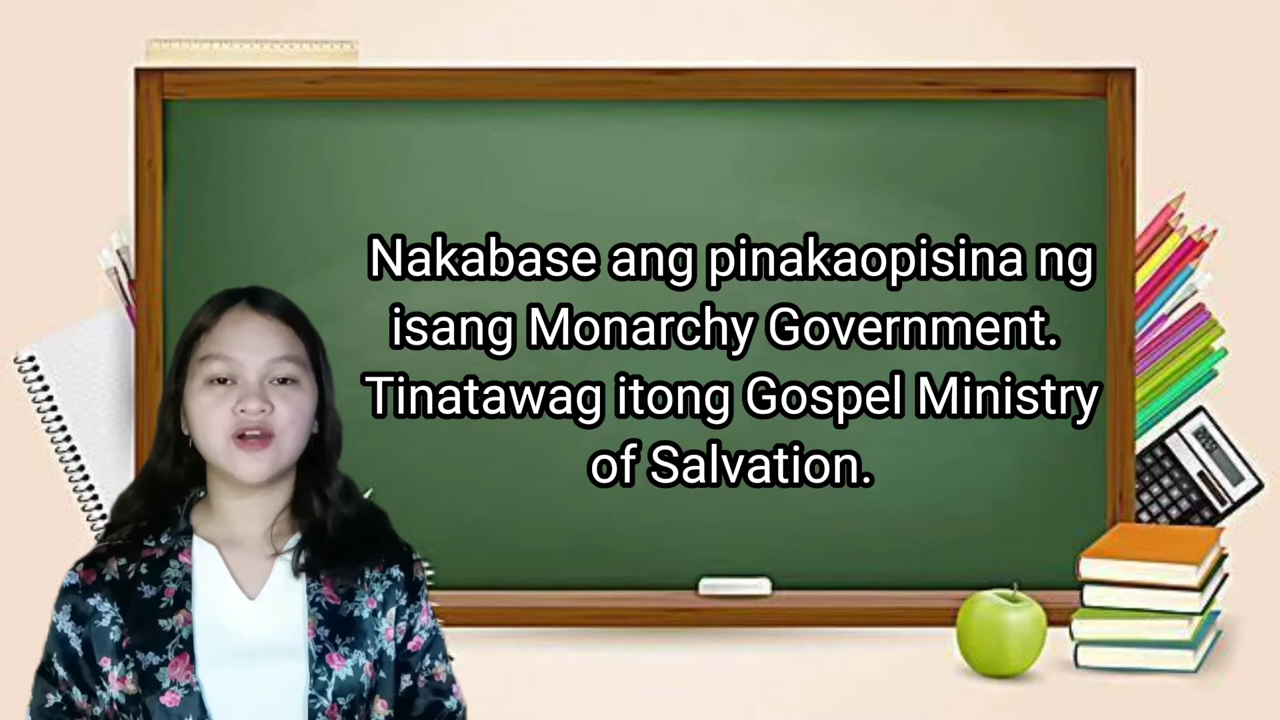 Nakabase ang pinakaopisina ng
isang Monarchy Government.
Tinatawag itong Gospel Ministry
of Salvation.